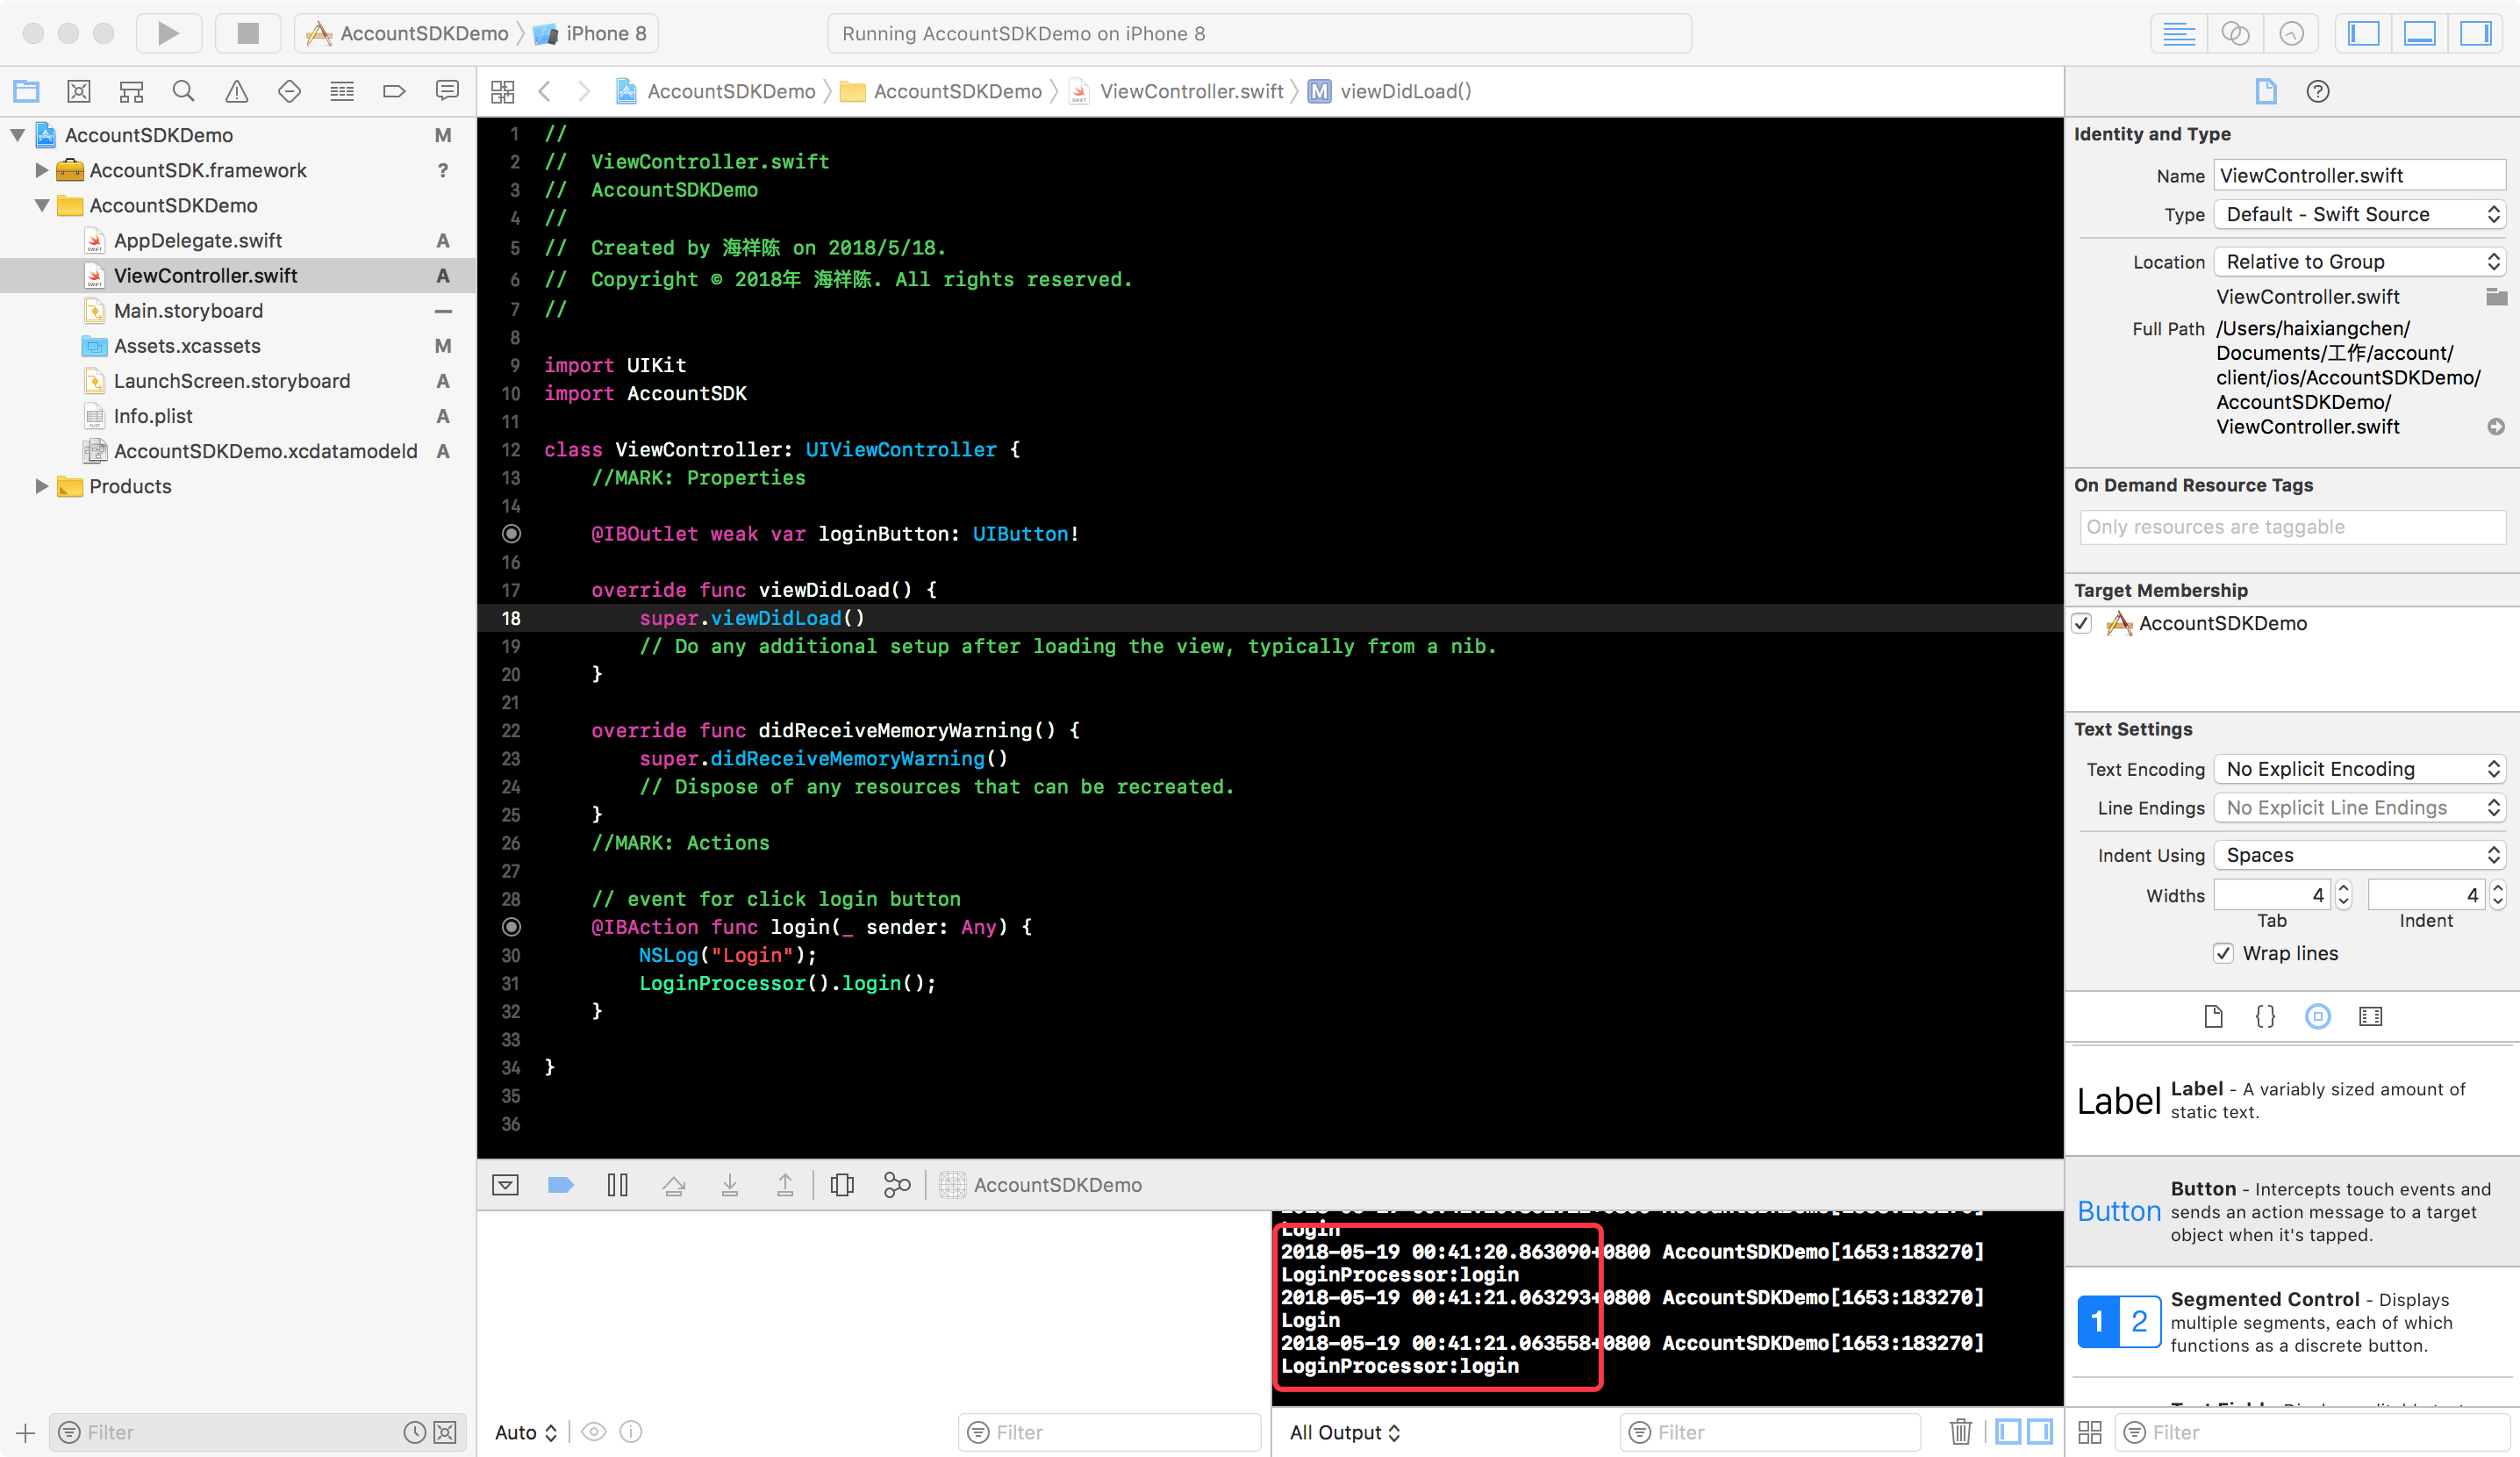 AccountSDKDemo
iPhone 8
Running AccountSDKDemo on iPhone 8
AccountSDKDemo
AccountSDKDemo
ViewController.swift
M
viewDidLoad()
AccountSDKDemo M
AccountSDK.framework ?
AccountSDKDemo
AppDelegate.swift A
ViewController.swift A
Main.storyboard —
Assets.xcassets M
LaunchScreen.storyboard A
Info.plist A
AccountSDKDemo.xcdatamodeld A
Products
1 //
2 //  ViewController.swift
3 //  AccountSDKDemo
4 //
5 //  Created by 海祥陈 on 2018/5/18.
6 //  Copyright © 2018年 海祥陈. All rights reserved.
7 //
8
9 import UIKit
10 import AccountSDK
11
12 class ViewController: UIViewController {
13     //MARK: Properties
14
@IBOutlet weak var loginButton: UIButton!
16
17     override func viewDidLoad() {
18         super.viewDidLoad()
19         // Do any additional setup after loading the view, typically from a nib.
20     }
21
22     override func didReceiveMemoryWarning() {
23         super.didReceiveMemoryWarning()
24         // Dispose of any resources that can be recreated.
25     }
26     //MARK: Actions
27
28     // event for click login button
@IBAction func login(_ sender: Any) {
30         NSLog("Login");
31         LoginProcessor().login();
32     }
33
34 }
35
36
AccountSDKDemo
Login
2018-05-19 00:41:20.863090+0800 AccountSDKDemo[1653:183270]
LoginProcessor:login
2018-05-19 00:41:21.063293+0800 AccountSDKDemo[1653:183270]
Login
2018-05-19 00:41:21.063558+0800 AccountSDKDemo[1653:183270]
LoginProcessor:login
Filter
Auto
Filter
All Output
Filter
Identity and Type
Name ViewController.swift
Type Default - Swift Source
Location Relative to Group
ViewController.swift
Full Path /Users/haixiangchen/
Documents/工作/account/
client/ios/AccountSDKDemo/
AccountSDKDemo/
ViewController.swift
On Demand Resource Tags
Only resources are taggable
Target Membership
AccountSDKDemo
Text Settings
Text Encoding No Explicit Encoding
Line Endings No Explicit Line Endings
Indent Using Spaces
Widths 4 4
Tab Indent
Wrap lines
{}
Label
Label - A variably sized amount of
static text.
Button
Button - Intercepts touch events and
sends an action message to a target
object when it's tapped.
1 2
Segmented Control - Displays
multiple segments, each of which
functions as a discrete button.
Filter